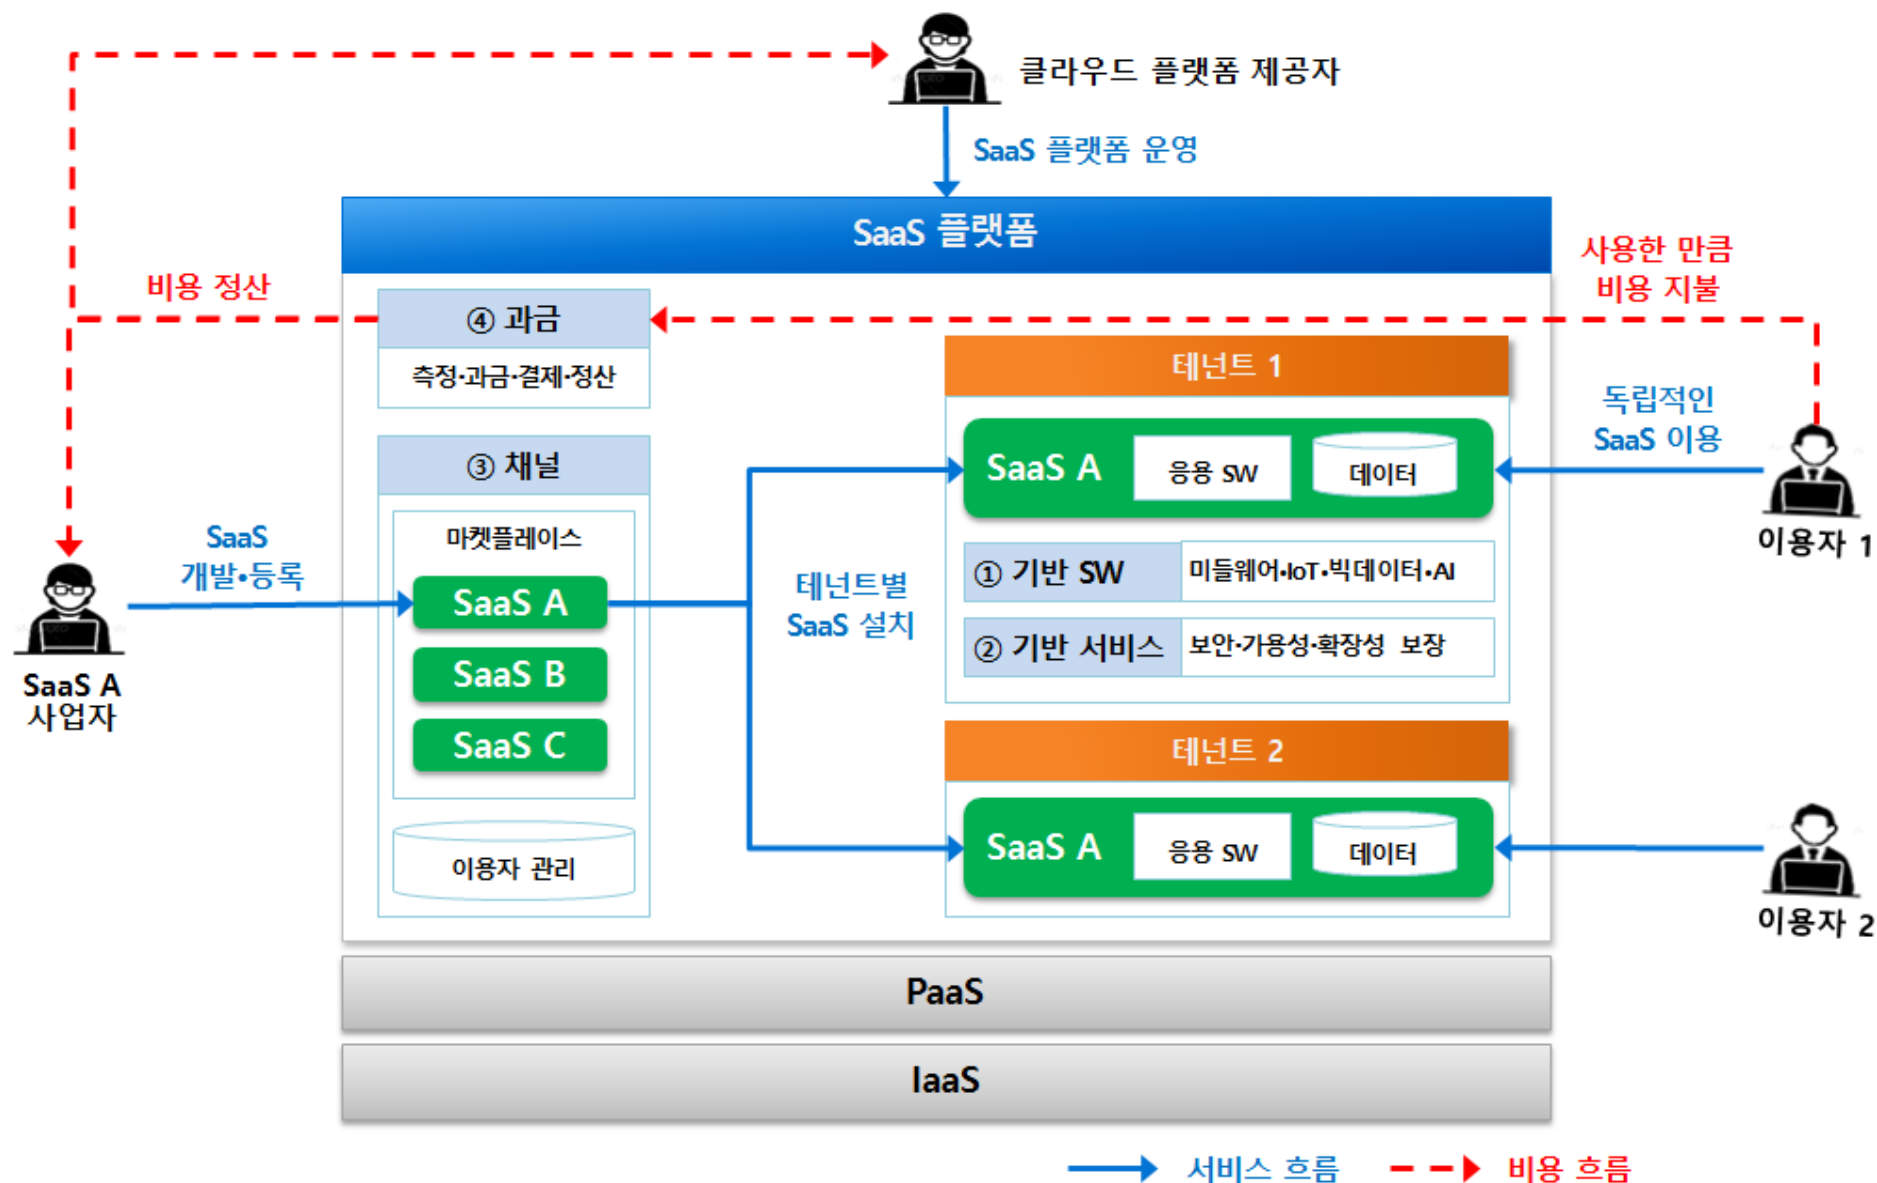 클라우드 플랫폼 제공자
SaaS 플랫폼 운영
SaaS 플랫폼
사용한 만큼
비용 지불
비용 정산
④ 과금
측정·과금·결제·정산
테넌트 1
독립적인
SaaS 이용
③ 채널
SaaS A
응용 SW
데이터
마켓플레이스
이용자 1
SaaS
개발•등록
SaaS A
테넌트별
SaaS 설치
① 기반 SW
미들웨어•IoT•빅데이터•AI
② 기반 서비스
보안·가용성·확장성 보장
SaaS B
SaaS A
사업자
SaaS C
테넌트 2
SaaS A
응용 SW
데이터
이용자 관리
이용자 2
PaaS
IaaS
서비스 흐름
비용 흐름